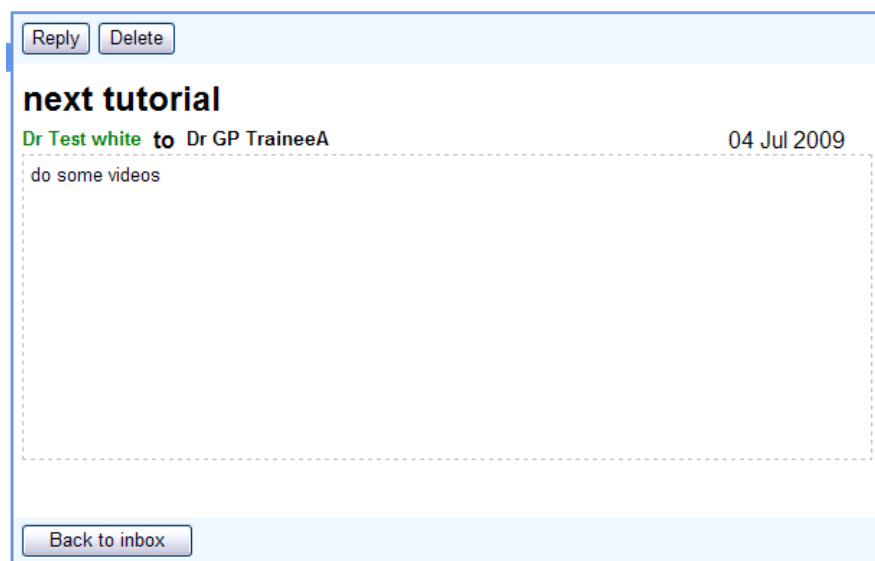 Reply Delete
next tutorial
Dr Test white to Dr GP TraineeA 04 Jul 2009
do some videos
Back to inbox